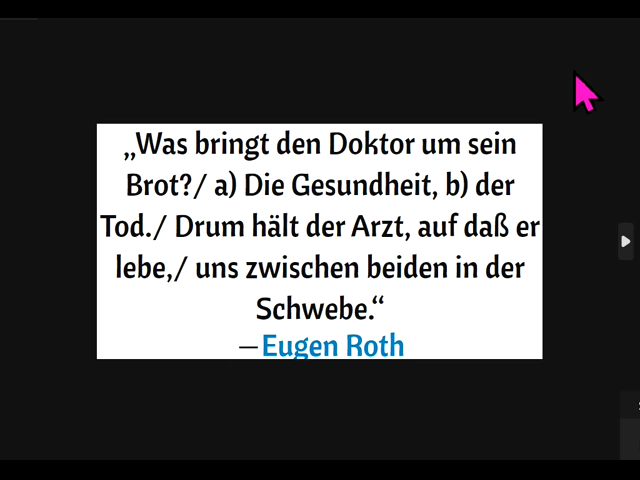 „Was bringt den Doktor um sein
Brot?/ a) Die Gesundheit, b) der
Tod./ Drum hält der Arzt, auf daß er
lebe,/ uns zwischen beiden in der
Schwebe.“
—Eugen Roth